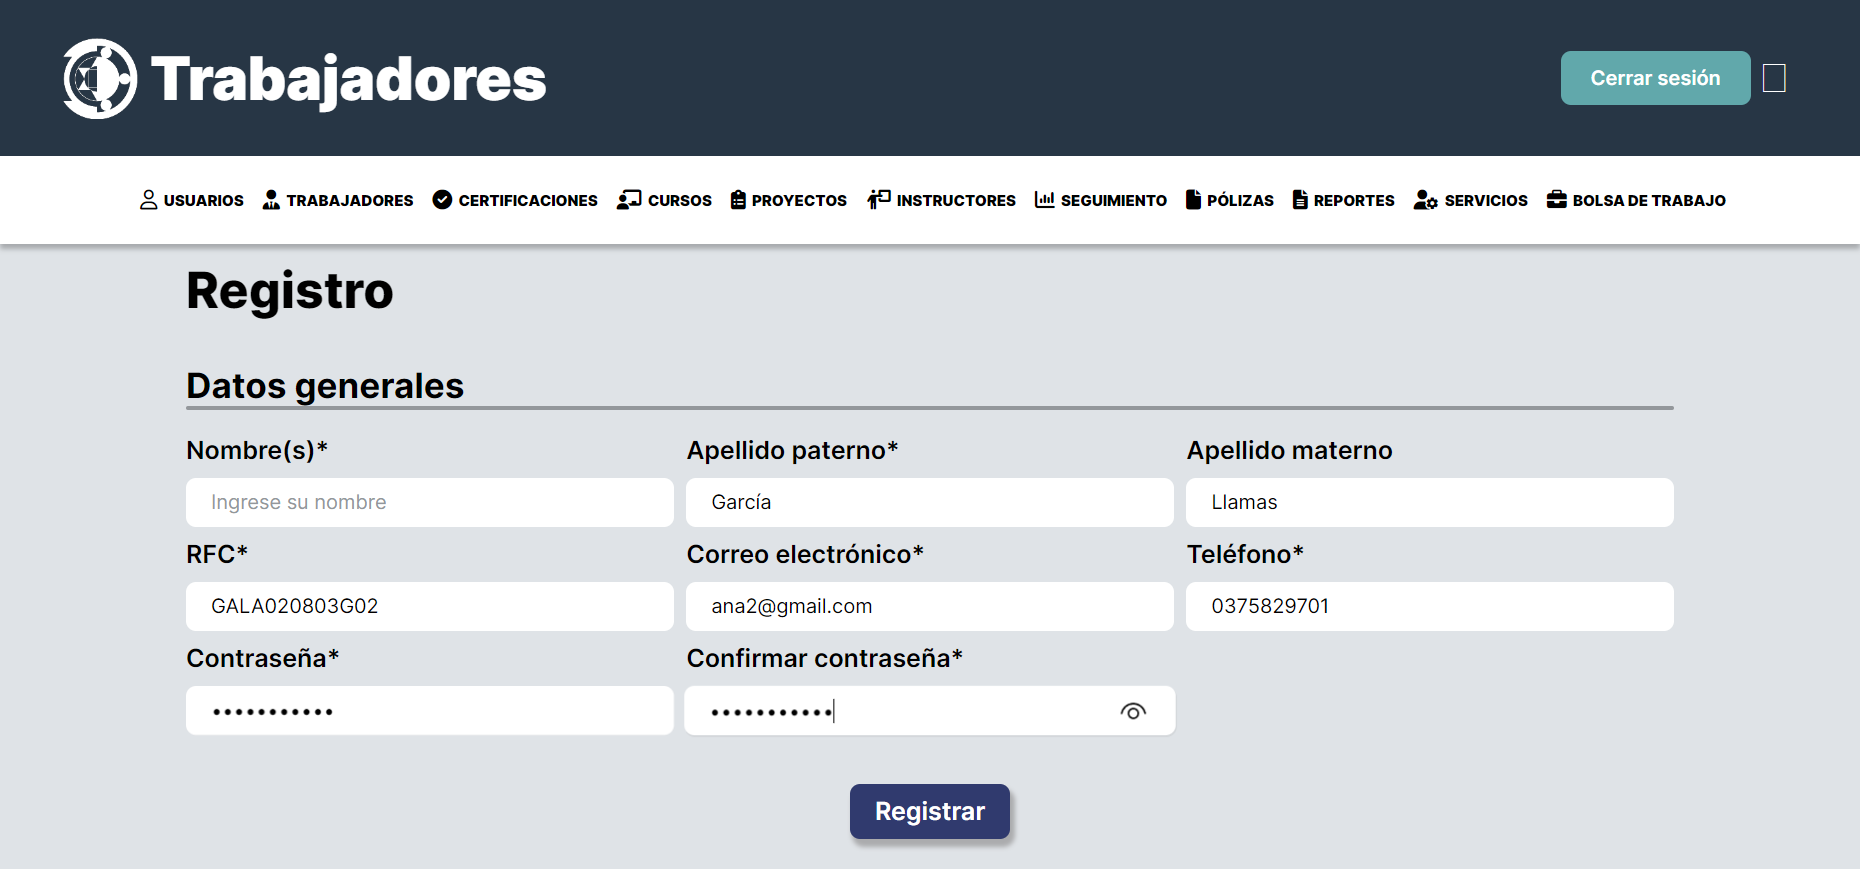 Trabajadores
Cerrar sesión
USUARIOS TRABAJADORES CERTIFICACIONES CURSOS PROYECTOS INSTRUCTORES SEGUIMIENTO PÓLIZAS REPORTES SERVICIOS BOLSA DE TRABAJO
Registro
Datos generales
Nombre(s)* Apellido paterno* Apellido materno
Ingrese su nombre García Llamas
RFC* Correo electrónico* Teléfono*
GALA020803G02 ana2@gmail.com 0375829701
Contraseña* Confirmar contraseña*
••••••••••• •••••••••••
Registrar